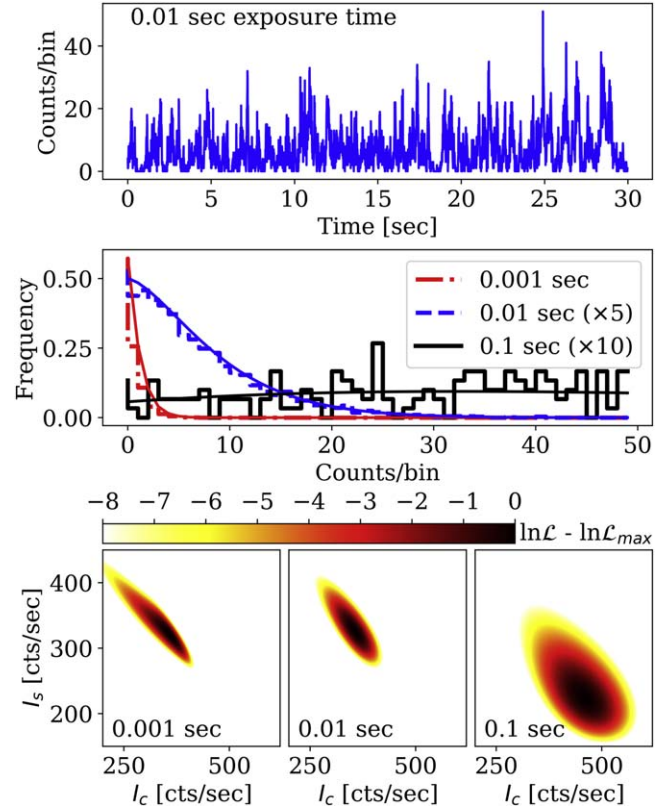 0.01 sec exposure time
Counts/bin
40
20
0
0 5 10 15 20 25 30
Time [sec]
Frequency
0.50
0.25
0.00
0.001 sec
0.01 sec (×5)
0.1 sec (×10)
0 10 20 30 40 50
Counts/bin
−8 −7 −6 −5 −4 −3 −2 −1 0
lnℒ - lnℒmax
I_s [cts/sec]
400
300
200
0.001 sec
0.01 sec
0.1 sec
250 500 250 500 250 500
I_c [cts/sec] I_c [cts/sec] I_c [cts/sec]